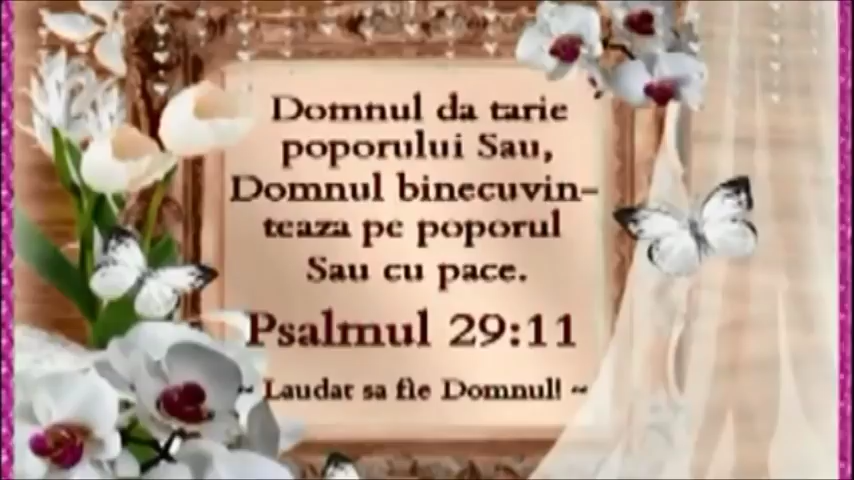 Domnul da tarie
poporului Sau,
Domnul binecuvin-
teaza pe poporul
Sau cu pace.
Psalmul 29:11
~ Laudat sa fie Domnul! ~